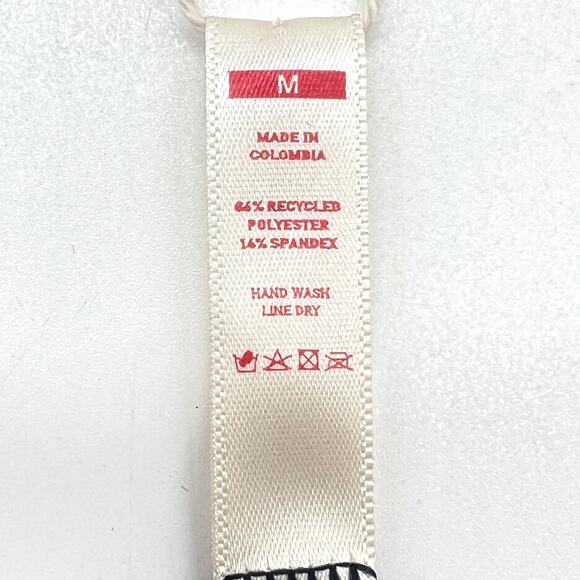 M
MADE IN
COLOMBIA
84% RECYCLED
POLYESTER
16% SPANDEX
HAND WASH
LINE DRY